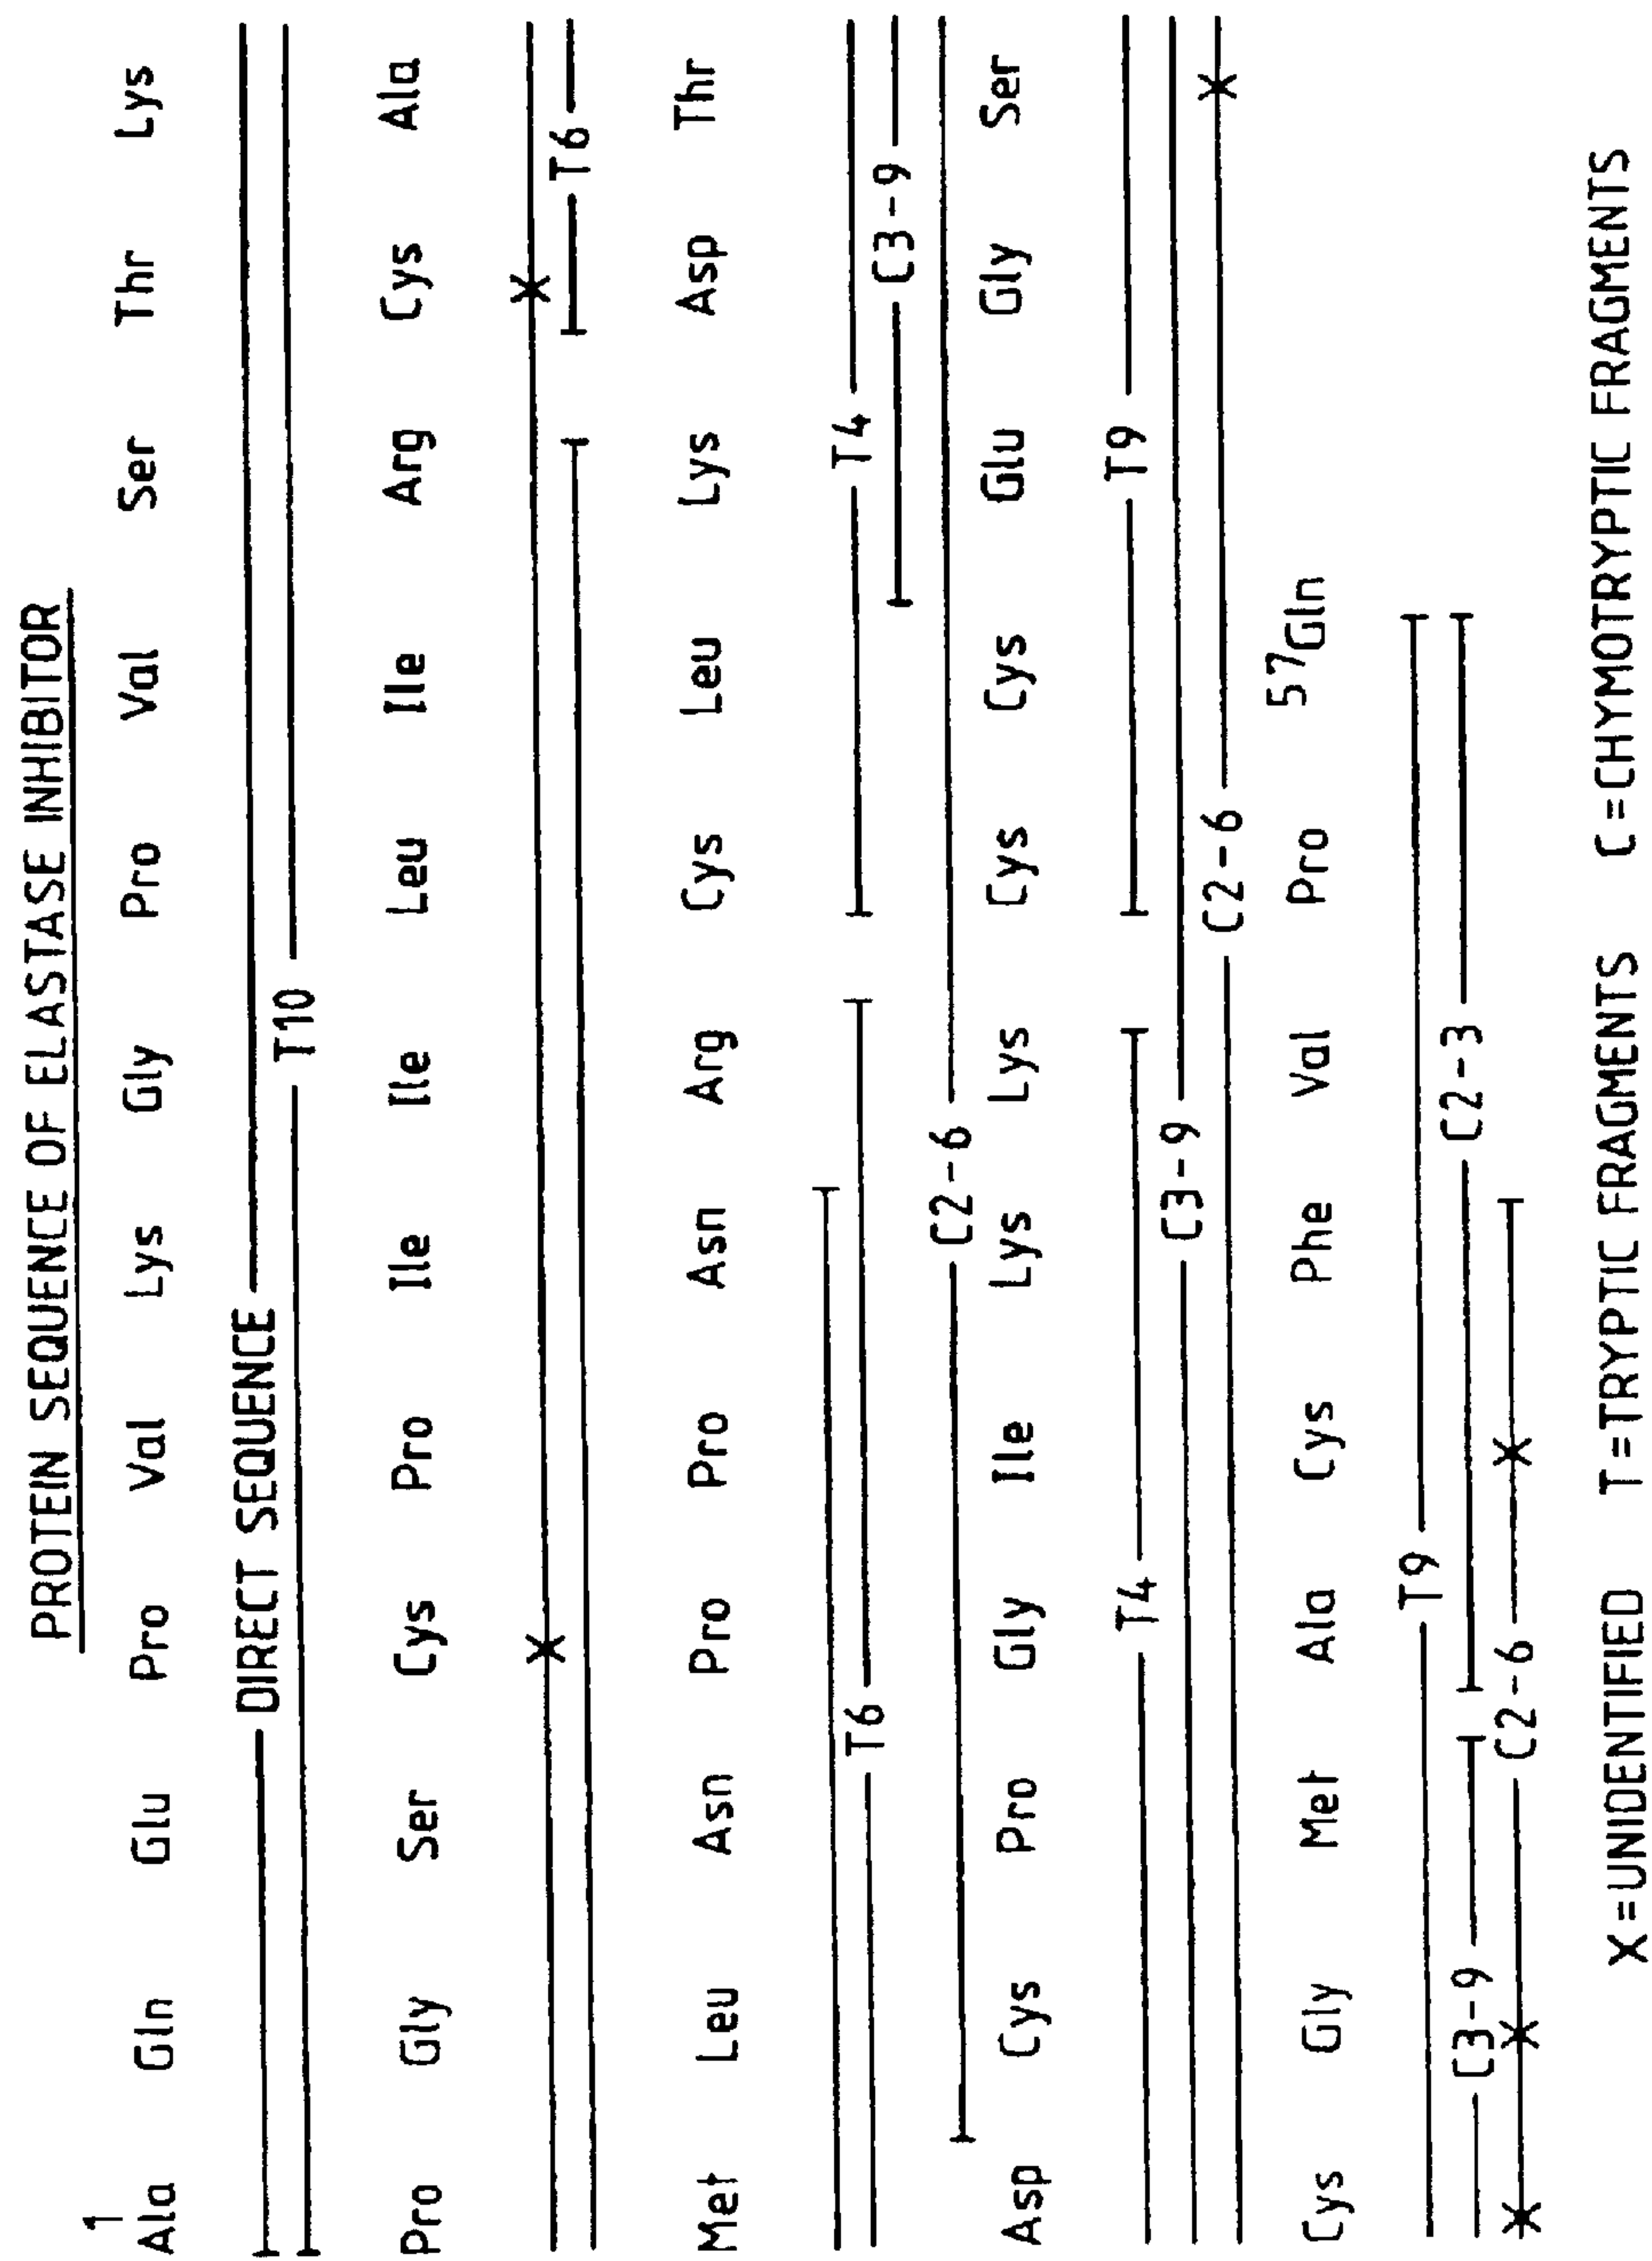 PROTEIN SEQUENCE OF ELASTASE INHIBITOR
1
Ala Gln Glu Pro Val Lys Gly Pro Val Ser Thr Lys
DIRECT SEQUENCE
T10
Pro Gly Ser Cys Pro Ile Ile Leu Ile Arg Cys Ala
X X
T6
Met Leu Asn Pro Pro Asn Arg Cys Leu Lys Asp Thr
T4
T6 C3-9
C2-6
Asp Cys Pro Gly Ile Lys Lys Cys Cys Glu Gly Ser
T4 T9
C3-9
C2-6 X
Cys Gly Met Ala Cys Phe Val Pro 57Gln
T9
C3-9 C2-3
X X C2-6 X
X=UNIDENTIFIED T=TRYPTIC FRAGMENTS C=CHYMOTRYPTIC FRAGMENTS